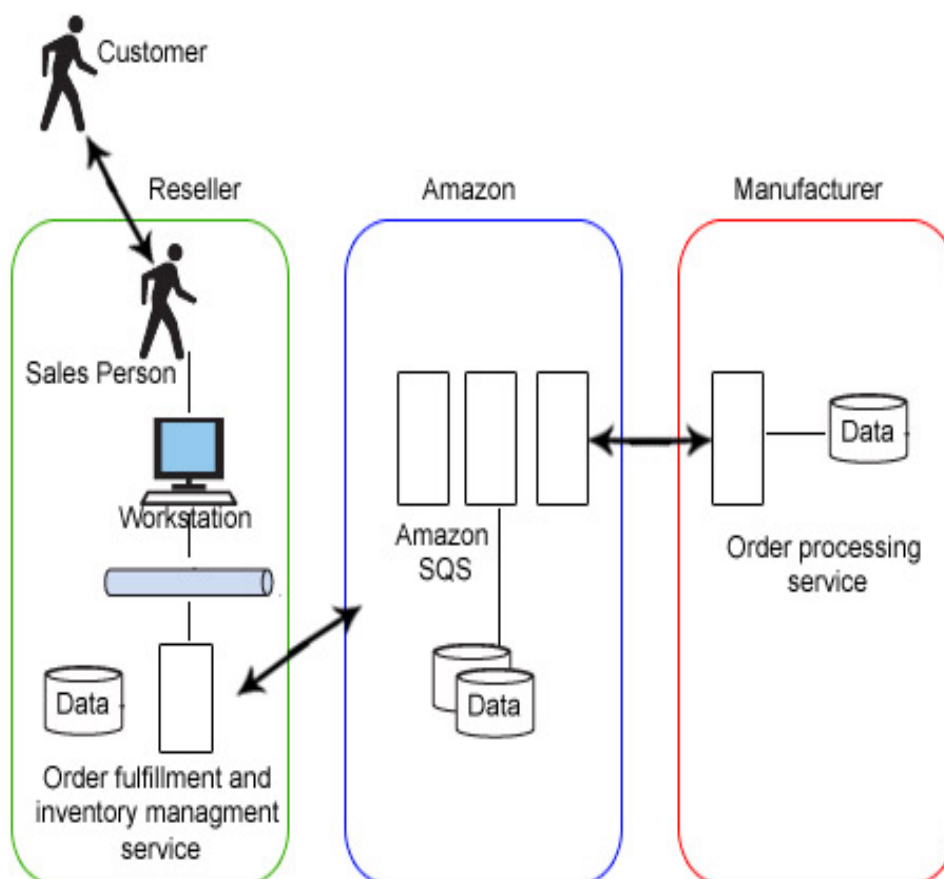 Customer
Reseller
Amazon
Manufacturer
Sales Person
Workstation
Data
Order fulfillment and
inventory managment
service
Amazon
SQS
Data
Data
Order processing
service